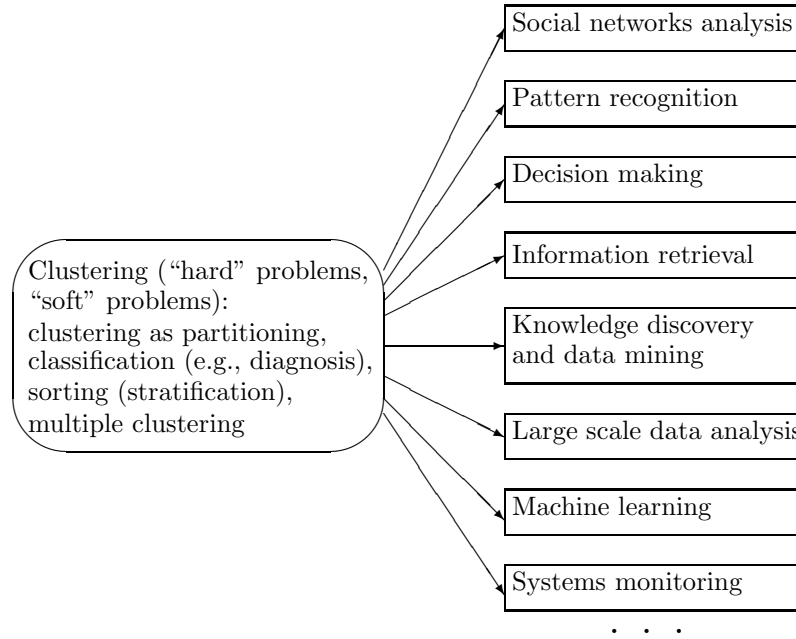 Social networks analysis
Pattern recognition
Decision making
Clustering (“hard” problems,
“soft” problems):
clustering as partitioning,
classification (e.g., diagnosis),
sorting (stratification),
multiple clustering
Information retrieval
Knowledge discovery
and data mining
Large scale data analysis
Machine learning
Systems monitoring
. . .